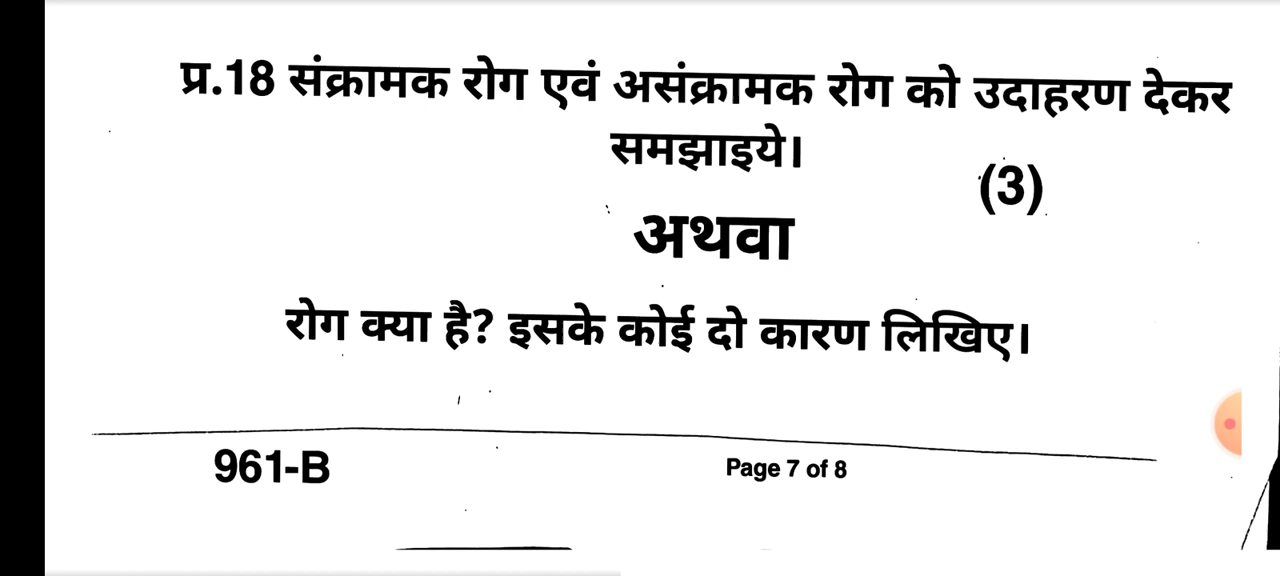 प्र.18 संक्रामक रोग एवं असंक्रामक रोग को उदाहरण देकर
समझाइये।
(3)
अथवा
रोग क्या है? इसके कोई दो कारण लिखिए।
961-B
Page 7 of 8